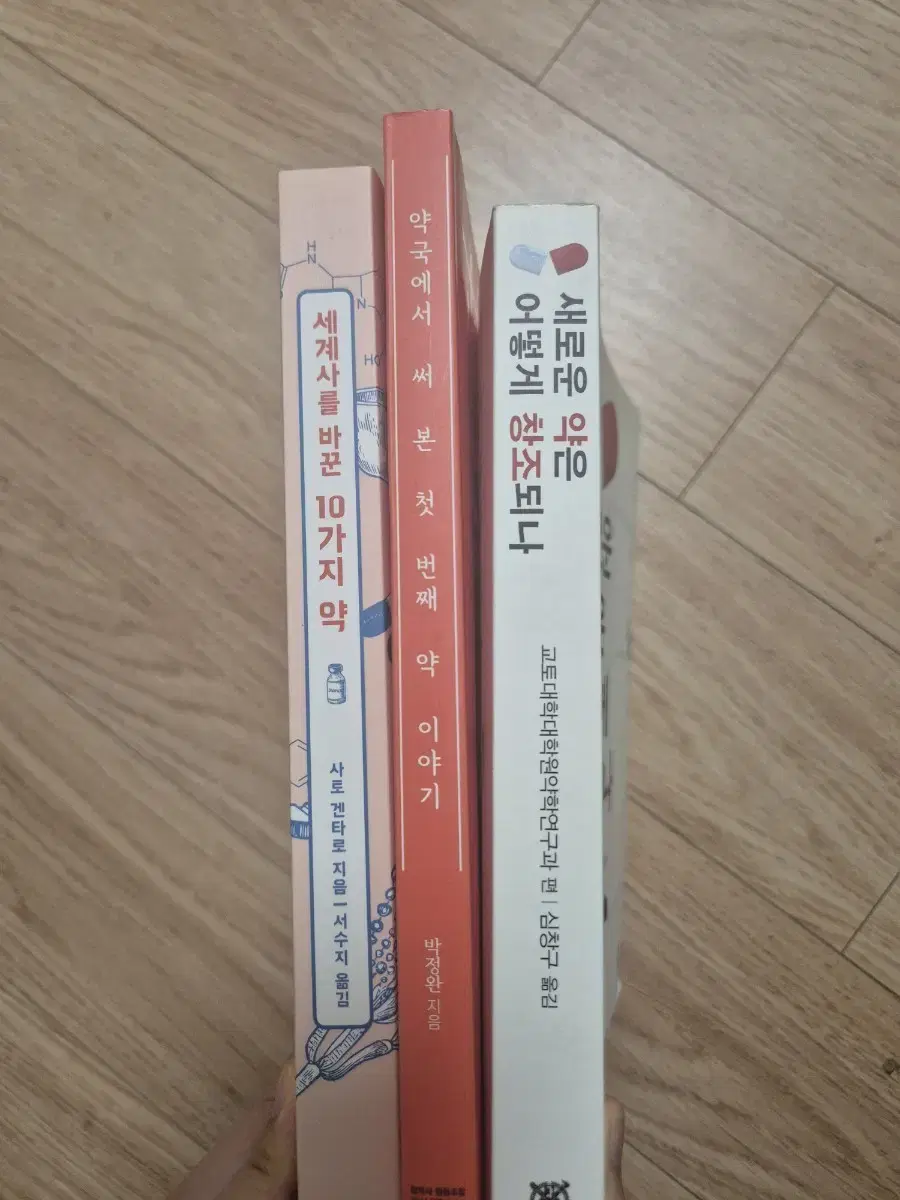 세계사를 바꾼 10가지 약
사토 겐타로 지음 | 서수지 옮김
HN
N
HO
약국에서 써 본 첫 번째 약 이야기
박정완 지음
새로운 약은
어떻게 창조되나
교토대학대학원약학연구과 편 | 심창구 옮김